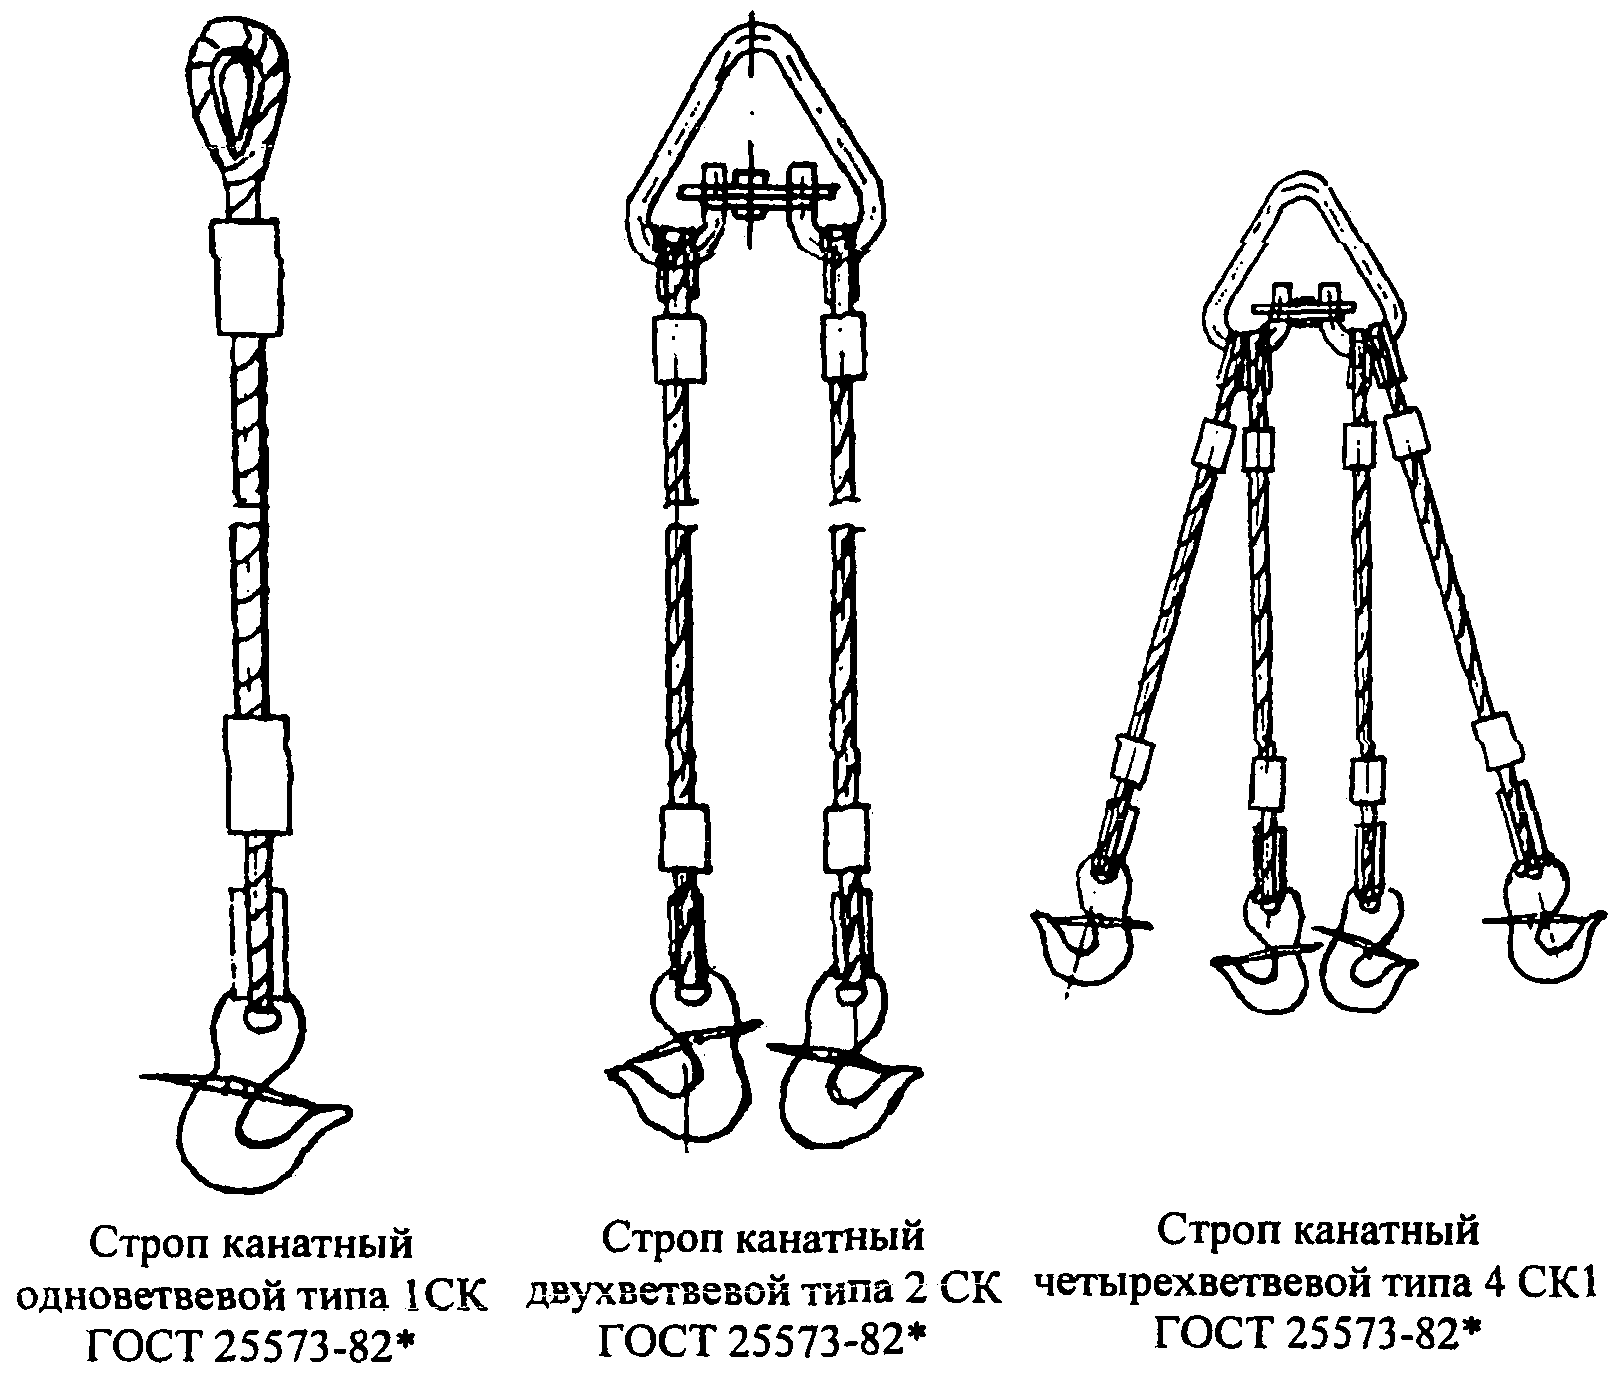 Строп канатный
одноветвевой типа 1СК
ГОСТ 25573-82*
Строп канатный
двухветвевой типа 2 СК
ГОСТ 25573-82*
Строп канатный
четырехветвевой типа 4 СК1
ГОСТ 25573-82*